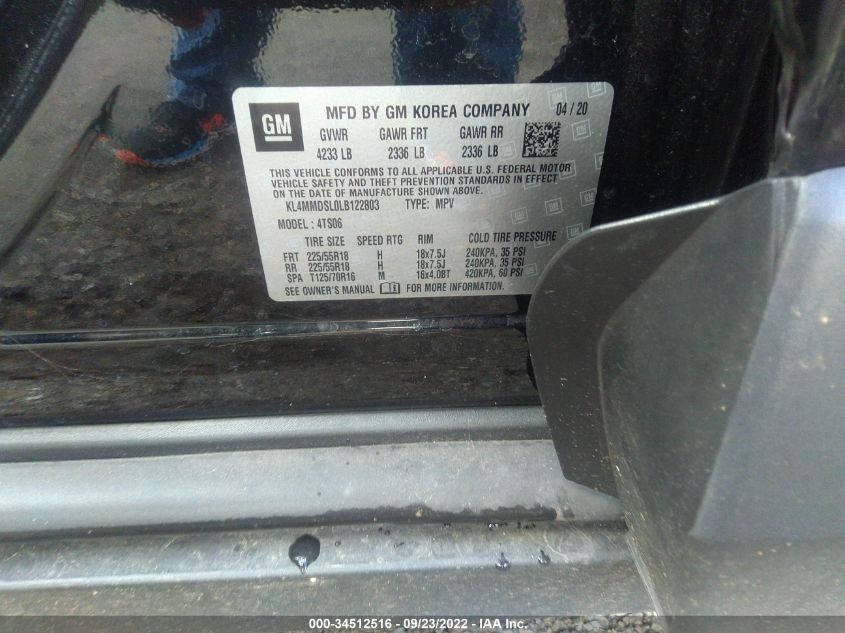 GM MFD BY GM KOREA COMPANY 04/20
GVWR GAWR FRT GAWR RR
4233 LB 2336 LB 2336 LB
THIS VEHICLE CONFORMS TO ALL APPLICABLE U.S. FEDERAL MOTOR
VEHICLE SAFETY AND THEFT PREVENTION STANDARDS IN EFFECT
ON THE DATE OF MANUFACTURE SHOWN ABOVE.
KL4MMDSL0LB122803 TYPE: MPV
MODEL: 4TS06
TIRE SIZE SPEED RTG RIM COLD TIRE PRESSURE
FRT 225/55R18 H 18x7.5J 240KPA, 35 PSI
RR 225/55R18 H 18x7.5J 240KPA, 35 PSI
SPA T125/70R16 M 16x4.0BT 420KPA, 60 PSI
SEE OWNER'S MANUAL FOR MORE INFORMATION.
000-34512516 - 09/23/2022 - IAA Inc.